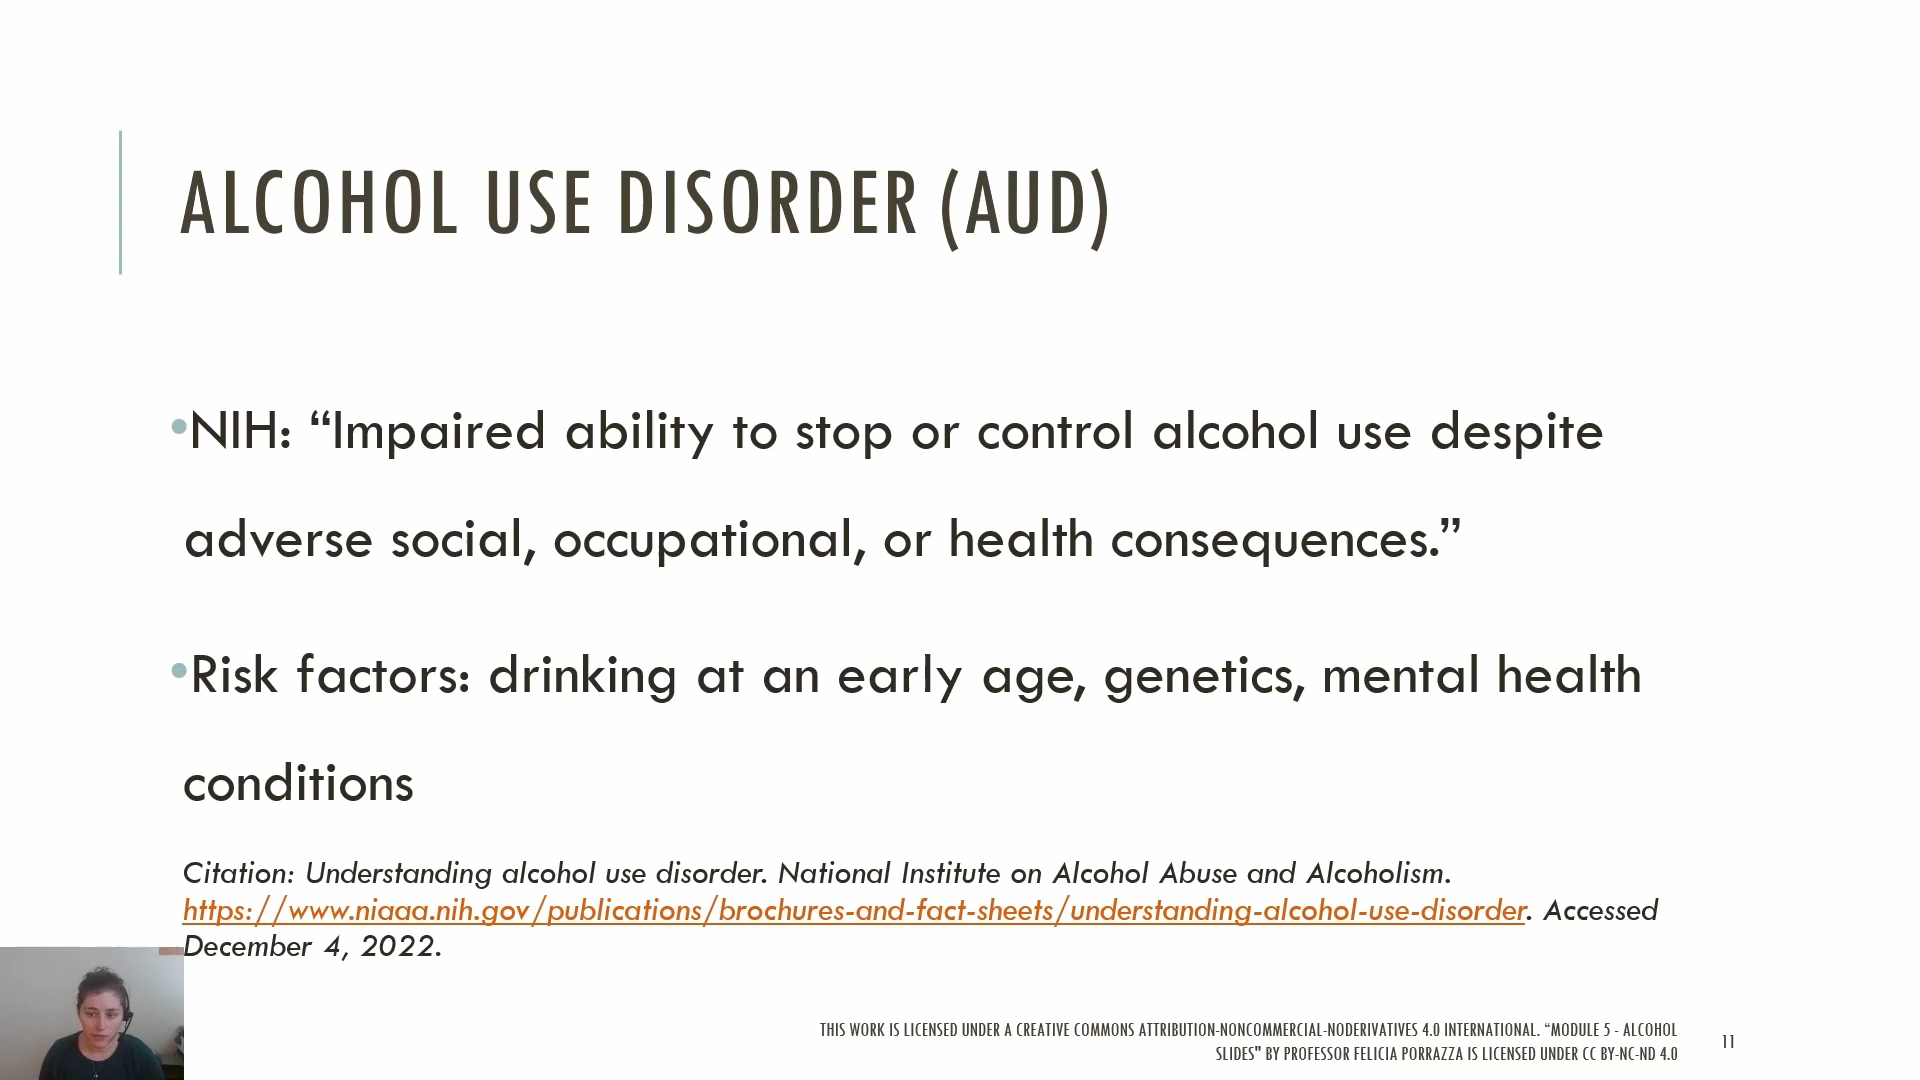 ALCOHOL USE DISORDER (AUD)
•NIH: “Impaired ability to stop or control alcohol use despite
adverse social, occupational, or health consequences.”
•Risk factors: drinking at an early age, genetics, mental health
conditions
Citation: Understanding alcohol use disorder. National Institute on Alcohol Abuse and Alcoholism.
https://www.niaaa.nih.gov/publications/brochures-and-fact-sheets/understanding-alcohol-use-disorder. Accessed
December 4, 2022.
THIS WORK IS LICENSED UNDER A CREATIVE COMMONS ATTRIBUTION-NONCOMMERCIAL-NODERIVATIVES 4.0 INTERNATIONAL. “MODULE 5 - ALCOHOL
SLIDES" BY PROFESSOR FELICIA PORRAZZA IS LICENSED UNDER CC BY-NC-ND 4.0
11